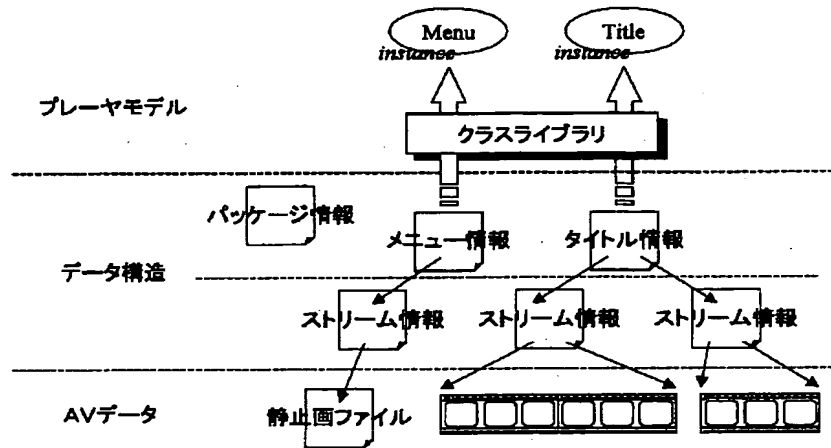 Menu
Title
instance
instance
プレーヤモデル
クラスライブラリ
パッケージ情報
メニュー情報
タイトル情報
データ構造
ストリーム情報
ストリーム情報
ストリーム情報
AVデータ
静止画ファイル